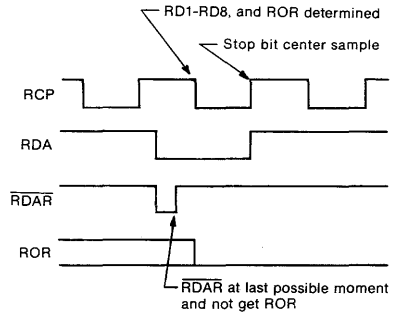 RD1-RD8, and ROR determined
Stop bit center sample
RCP
RDA
RDAR
ROR
RDAR at last possible moment
and not get ROR